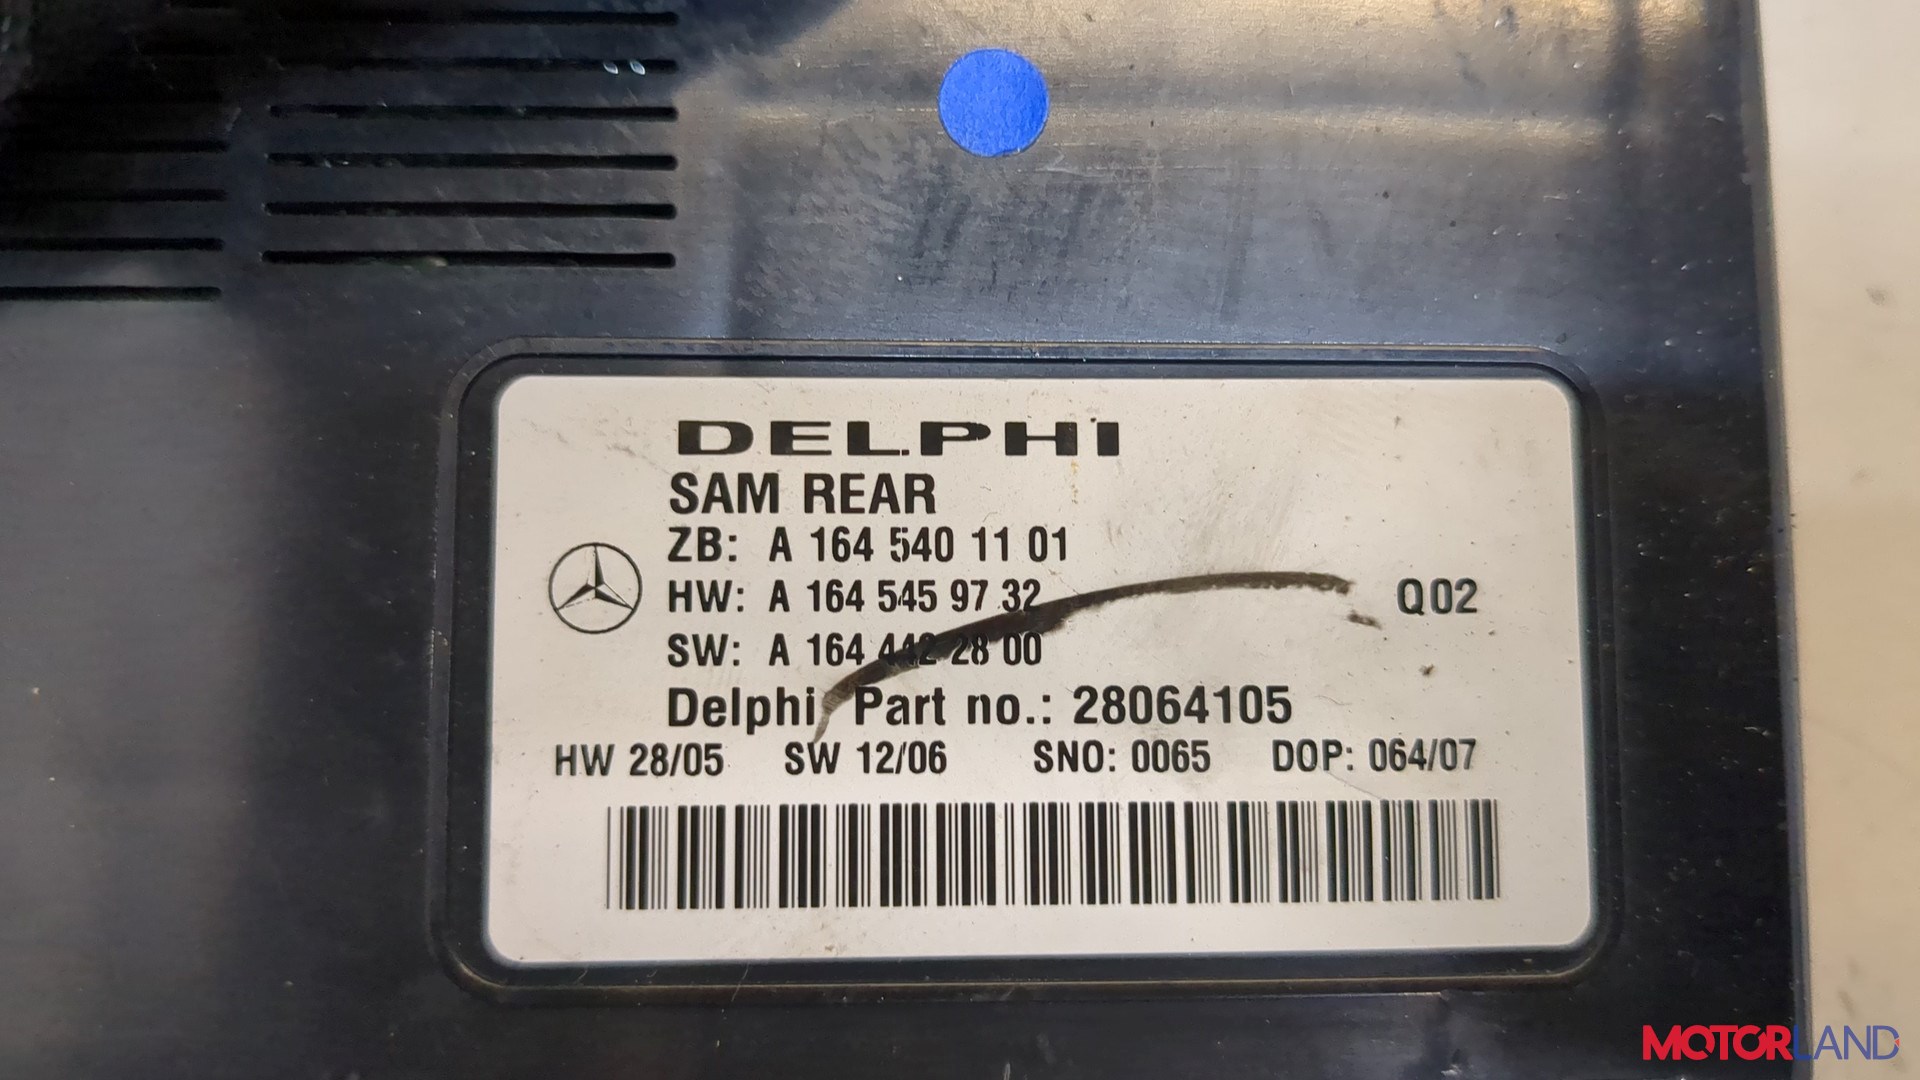 DELPHI
SAM REAR
ZB: A 164 540 11 01
HW: A 164 545 97 32
Q02
SW: A 164 442 28 00
Delphi Part no.: 28064105
HW 28/05 SW 12/06 SNO: 0065 DOP: 064/07
MOTORLAND